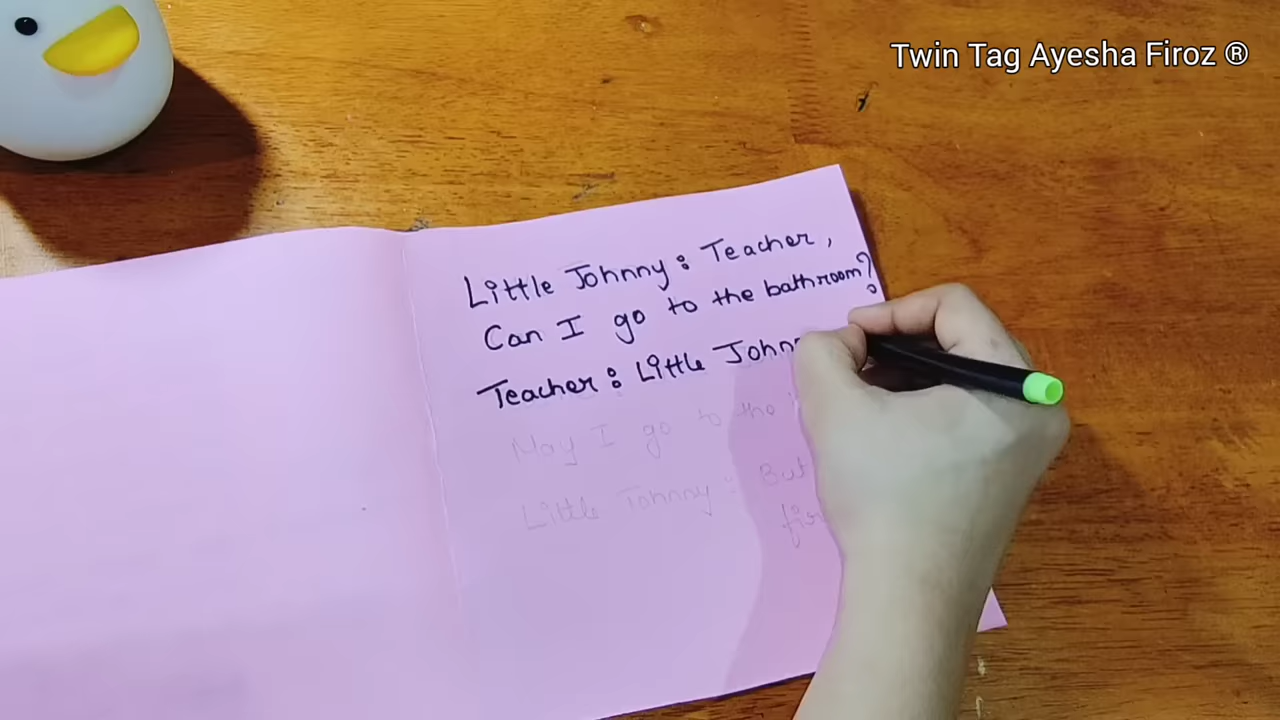 Twin Tag Ayesha Firoz ®
Little Johnny : Teacher,
Can I go to the bathroom?
Teacher : Little John
May I go to the
Little Johnny : But